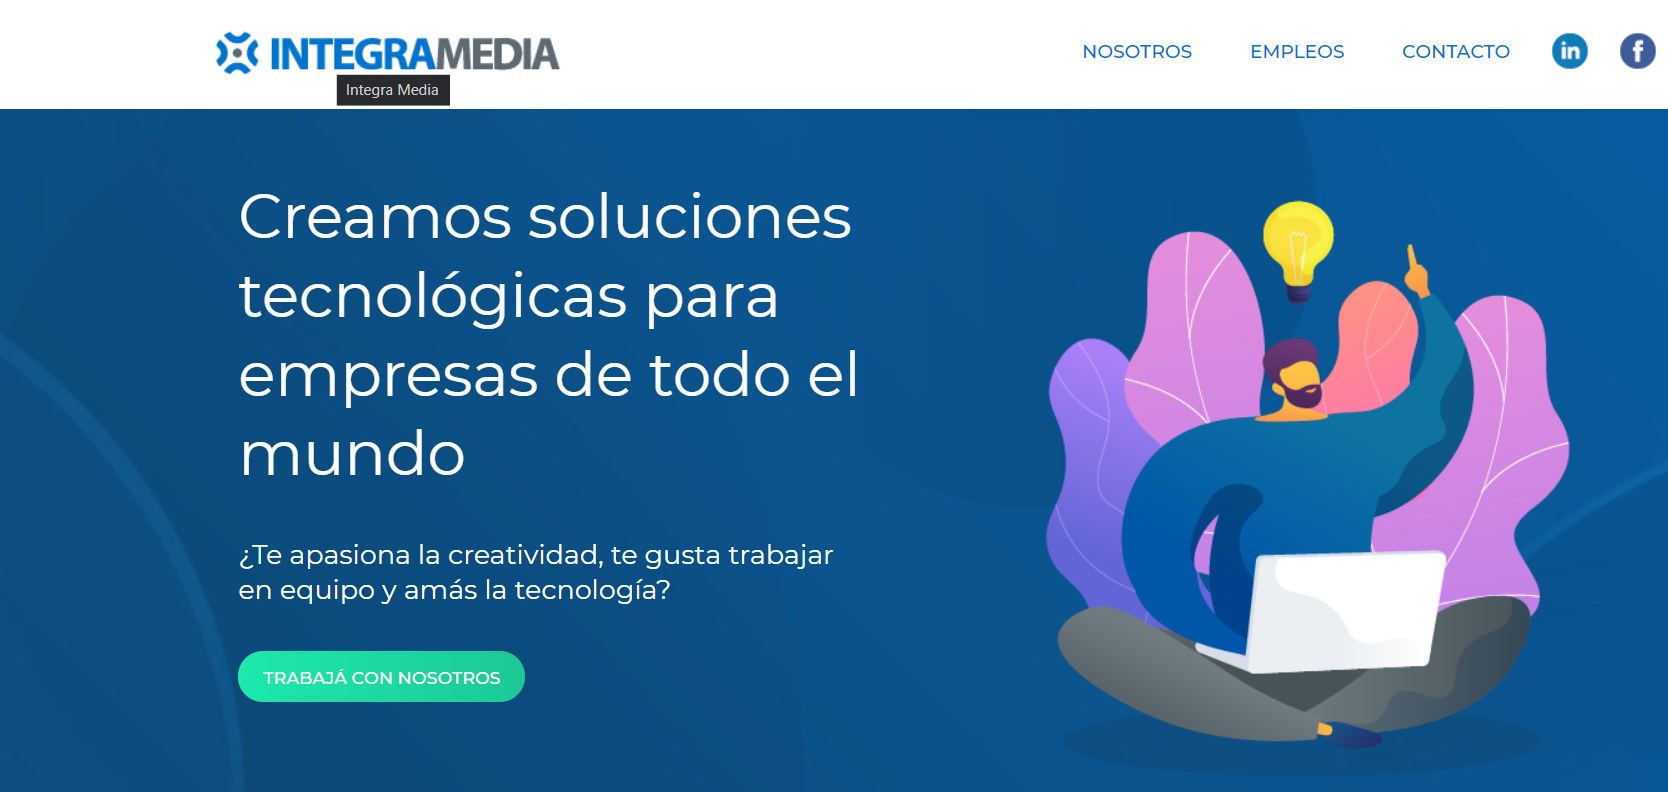 INTEGRAMEDIA
Integra Media
NOSOTROS
EMPLEOS
CONTACTO
in
f
Creamos soluciones
tecnológicas para
empresas de todo el
mundo
¿Te apasiona la creatividad, te gusta trabajar
en equipo y amás la tecnología?
TRABAJÁ CON NOSOTROS